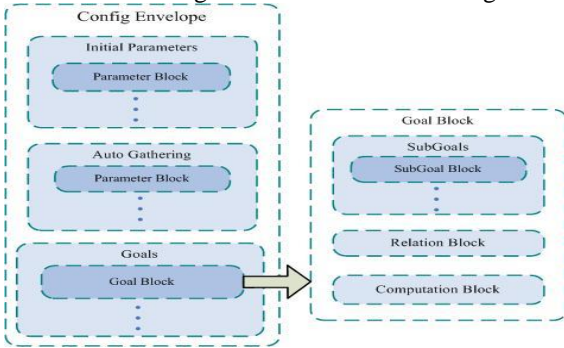 Config Envelope
Initial Parameters
Parameter Block
Auto Gathering
Parameter Block
Goals
Goal Block
Goal Block
SubGoals
SubGoal Block
Relation Block
Computation Block